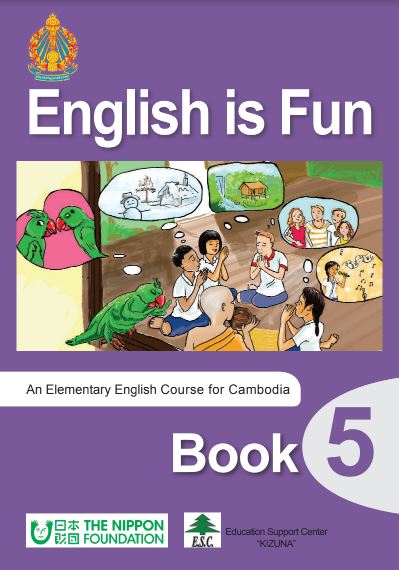 English is Fun
An Elementary English Course for Cambodia
Book 5
日本財団 THE NIPPON FOUNDATION
E.S.C.
Education Support Center
"KIZUNA"